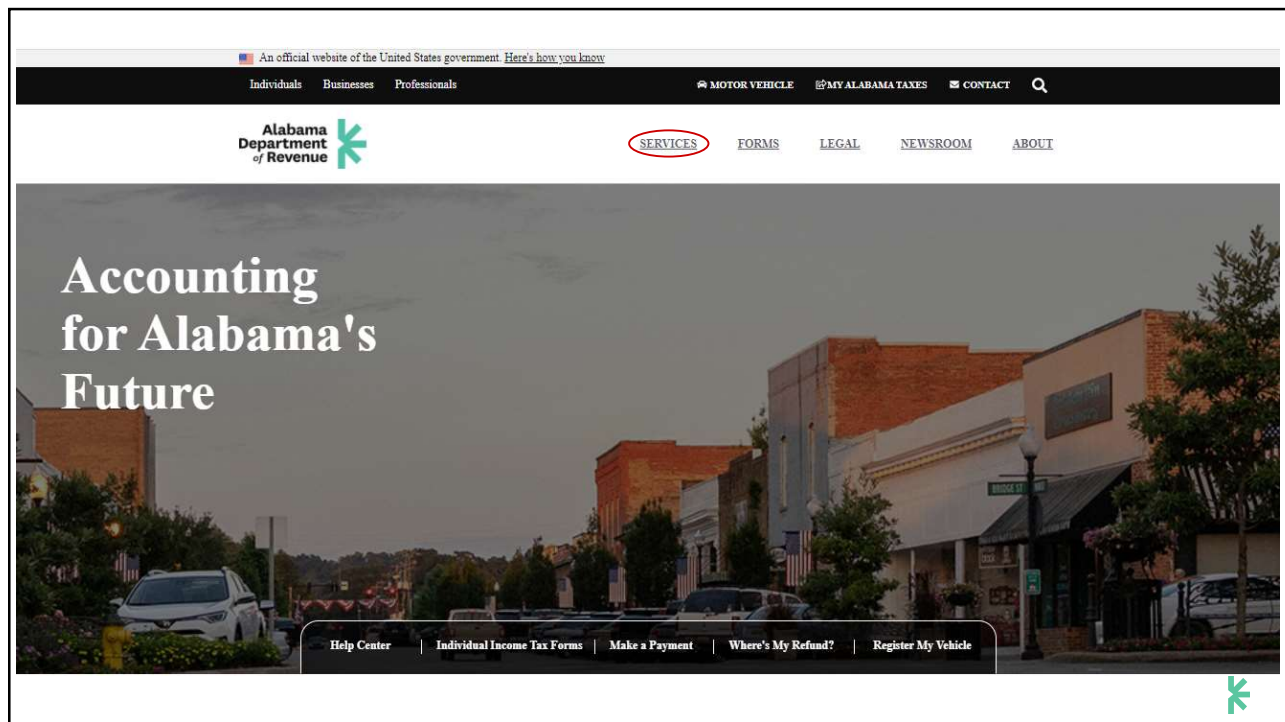 An official website of the United States government. Here's how you know
Individuals Businesses Professionals MOTOR VEHICLE MY ALABAMA TAXES CONTACT
Alabama
Department
of Revenue
SERVICES FORMS LEGAL NEWSROOM ABOUT
Accounting
for Alabama's
Future
BRIDGE ST
Help Center | Individual Income Tax Forms | Make a Payment | Where's My Refund? | Register My Vehicle